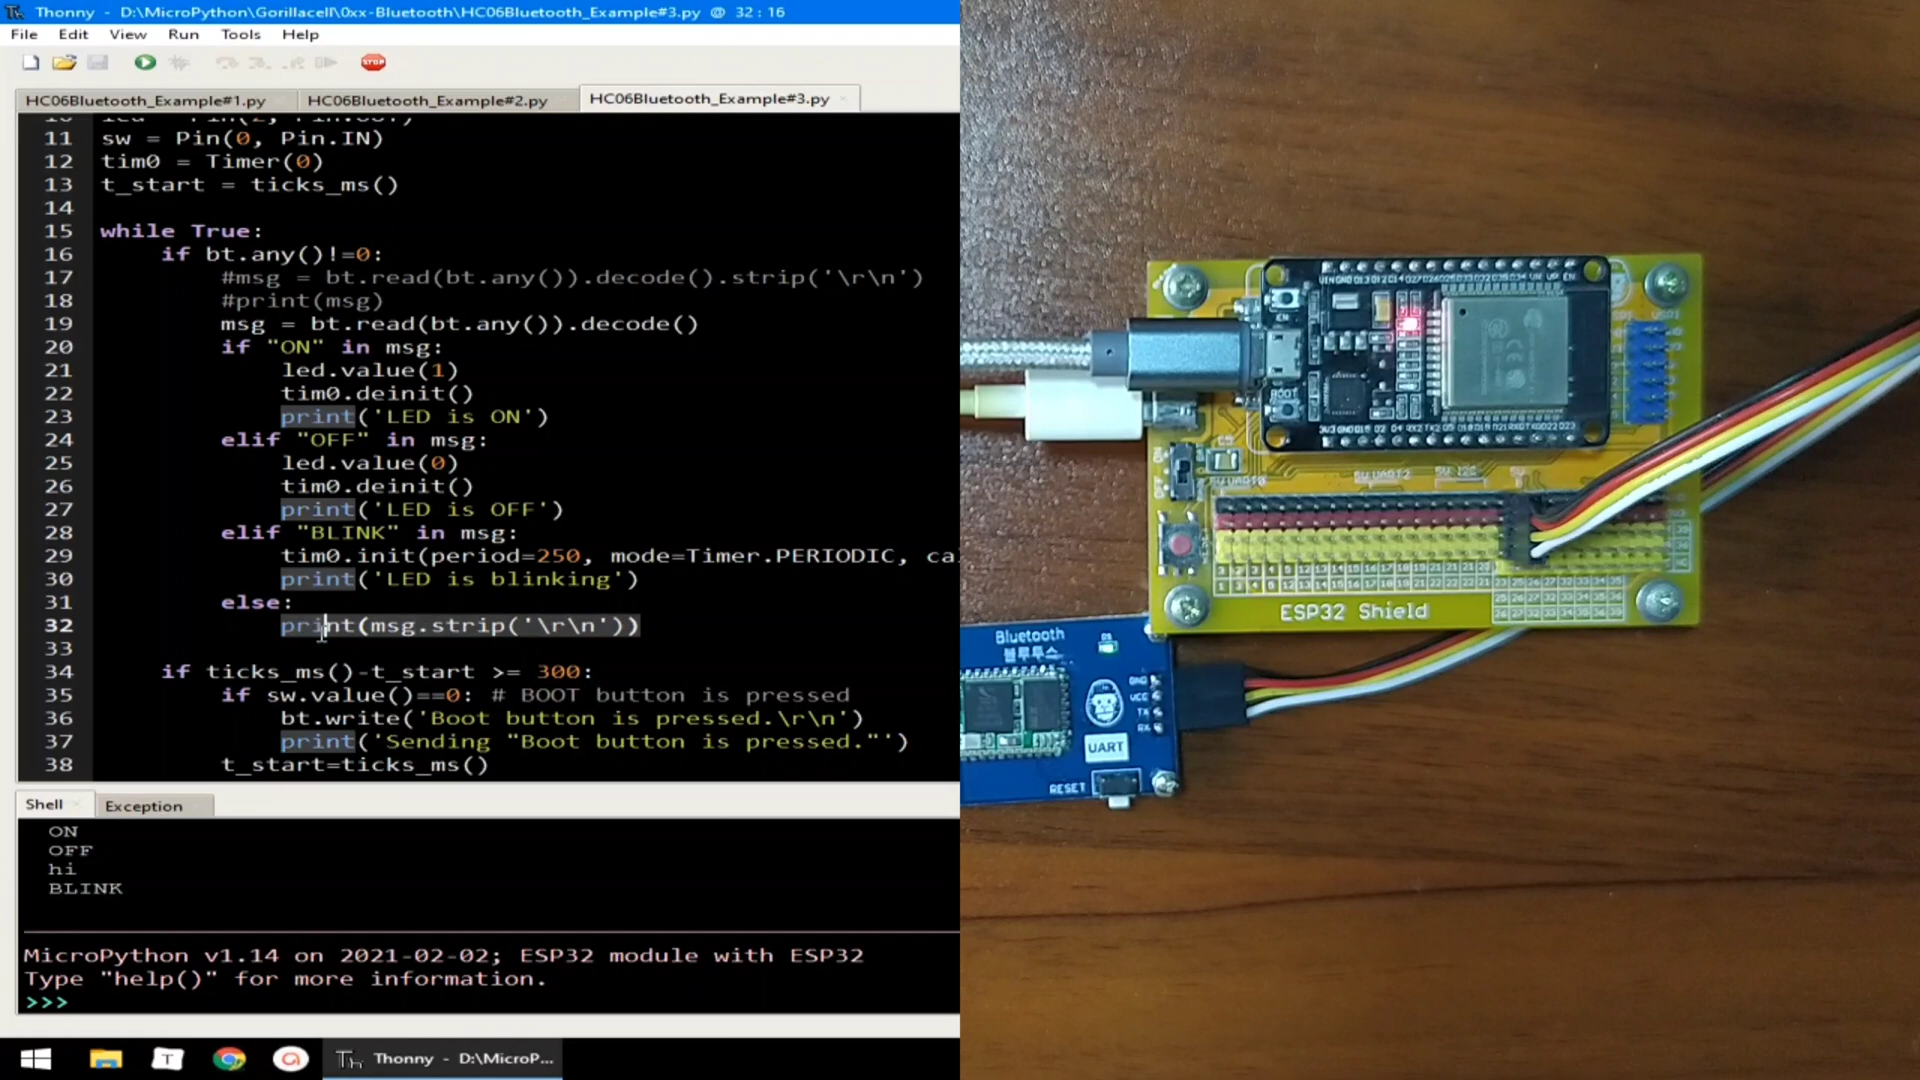 Thonny - D:\MicroPython\Gorillacell\0xx-Bluetooth\HC06Bluetooth_Example#3.py @ 32 : 16
File Edit View Run Tools Help
STOP
HC06Bluetooth_Example#1.py HC06Bluetooth_Example#2.py HC06Bluetooth_Example#3.py
11 sw = Pin(0, Pin.IN)
12 tim0 = Timer(0)
13 t_start = ticks_ms()
14
15 while True:
16 if bt.any()!=0:
17 #msg = bt.read(bt.any()).decode().strip('\r\n')
18 #print(msg)
19 msg = bt.read(bt.any()).decode()
20 if "ON" in msg:
21 led.value(1)
22 tim0.deinit()
23 print('LED is ON')
24 elif "OFF" in msg:
25 led.value(0)
26 tim0.deinit()
27 print('LED is OFF')
28 elif "BLINK" in msg:
29 tim0.init(period=250, mode=Timer.PERIODIC, ca
30 print('LED is blinking')
31 else:
32 print(msg.strip('\r\n'))
33
34 if ticks_ms()-t_start >= 300:
35 if sw.value()==0: # BOOT button is pressed
36 bt.write('Boot button is pressed.\r\n')
37 print('Sending "Boot button is pressed."')
38 t_start=ticks_ms()
Shell Exception
ON
OFF
hi
BLINK
MicroPython v1.14 on 2021-02-02; ESP32 module with ESP32
Type "help()" for more information.
>>>
Thonny - D:\MicroP...
EN
BOOT
ESP32 Shield
Bluetooth
블루투스
GND
VCC
TX
RX
UART
RESET